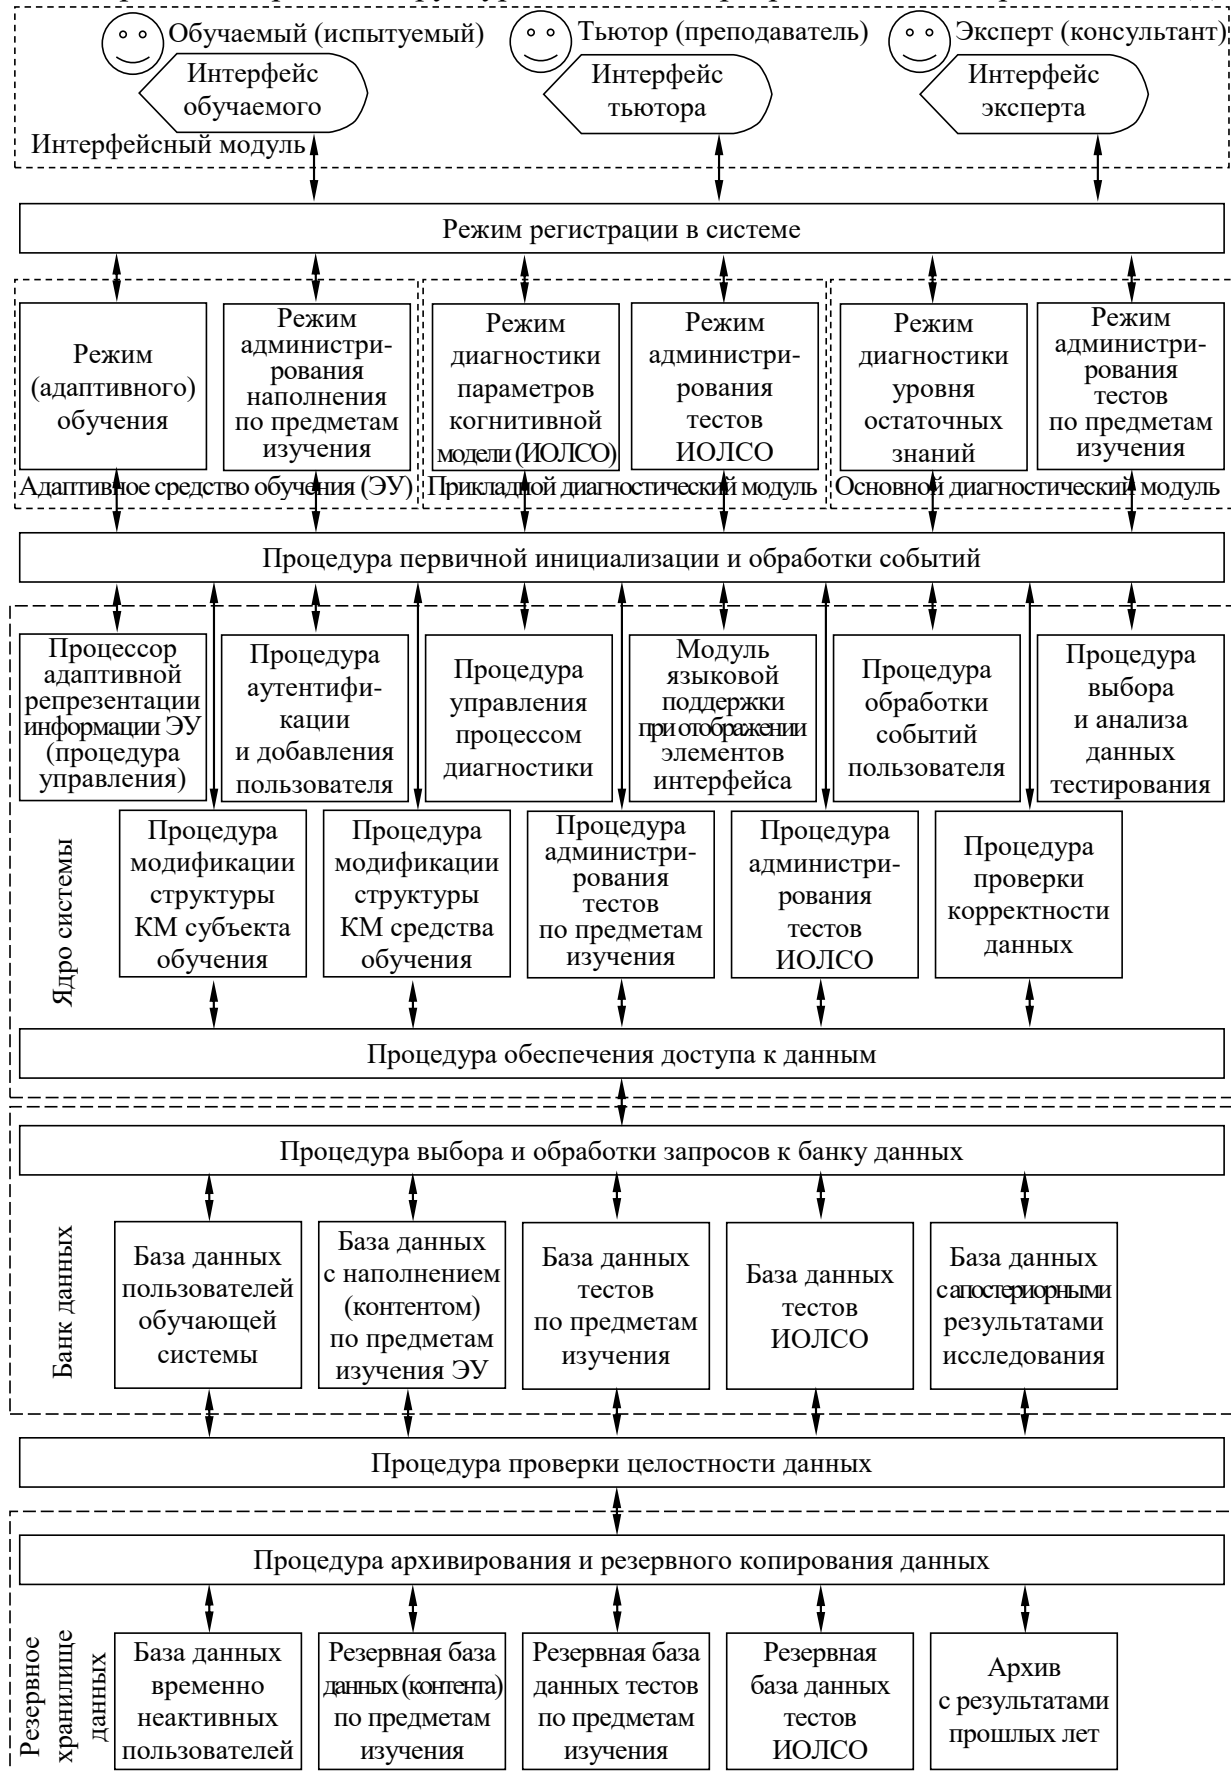 Обучаемый (испытуемый)
Тьютор (преподаватель)
Эксперт (консультант)
Интерфейс
обучаемого
Интерфейс
тьютора
Интерфейс
эксперта
Интерфейсный модуль
Режим регистрации в системе
Режим
(адаптивного)
обучения
Режим
администри-
рования
наполнения
по предметам
изучения
Режим
диагностики
параметров
когнитивной
модели (ИОЛСО)
Режим
администри-
рования
тестов
ИОЛСО
Режим
диагностики
уровня
остаточных
знаний
Режим
администри-
рования
тестов
по предметам
изучения
Адаптивное средство обучения (ЭУ)
Прикладной диагностический модуль
Основной диагностический модуль
Процедура первичной инициализации и обработки событий
Процессор
адаптивной
репрезентации
информации ЭУ
(процедура
управления)
Процедура
аутентифи-
кации
и добавления
пользователя
Процедура
управления
процессом
диагностики
Модуль
языковой
поддержки
при отображении
элементов
интерфейса
Процедура
обработки
событий
пользователя
Процедура
выбора
и анализа
данных
тестирования
Ядро системы
Процедура
модификации
структуры
КМ субъекта
обучения
Процедура
модификации
структуры
КМ средства
обучения
Процедура
администри-
рования
тестов
по предметам
изучения
Процедура
администри-
рования
тестов
ИОЛСО
Процедура
проверки
корректности
данных
Процедура обеспечения доступа к данным
Процедура выбора и обработки запросов к банку данных
Банк данных
База данных
пользователей
обучающей
системы
База данных
с наполнением
(контентом)
по предметам
изучения ЭУ
База данных
тестов
по предметам
изучения
База данных
тестов
ИОЛСО
База данных
с апостериорными
результатами
исследования
Процедура проверки целостности данных
Процедура архивирования и резервного копирования данных
Резервное
хранилище
данных
База данных
временно
неактивных
пользователей
Резервная база
данных (контента)
по предметам
изучения
Резервная база
данных тестов
по предметам
изучения
Резервная
база данных
тестов
ИОЛСО
Архив
с результатами
прошлых лет